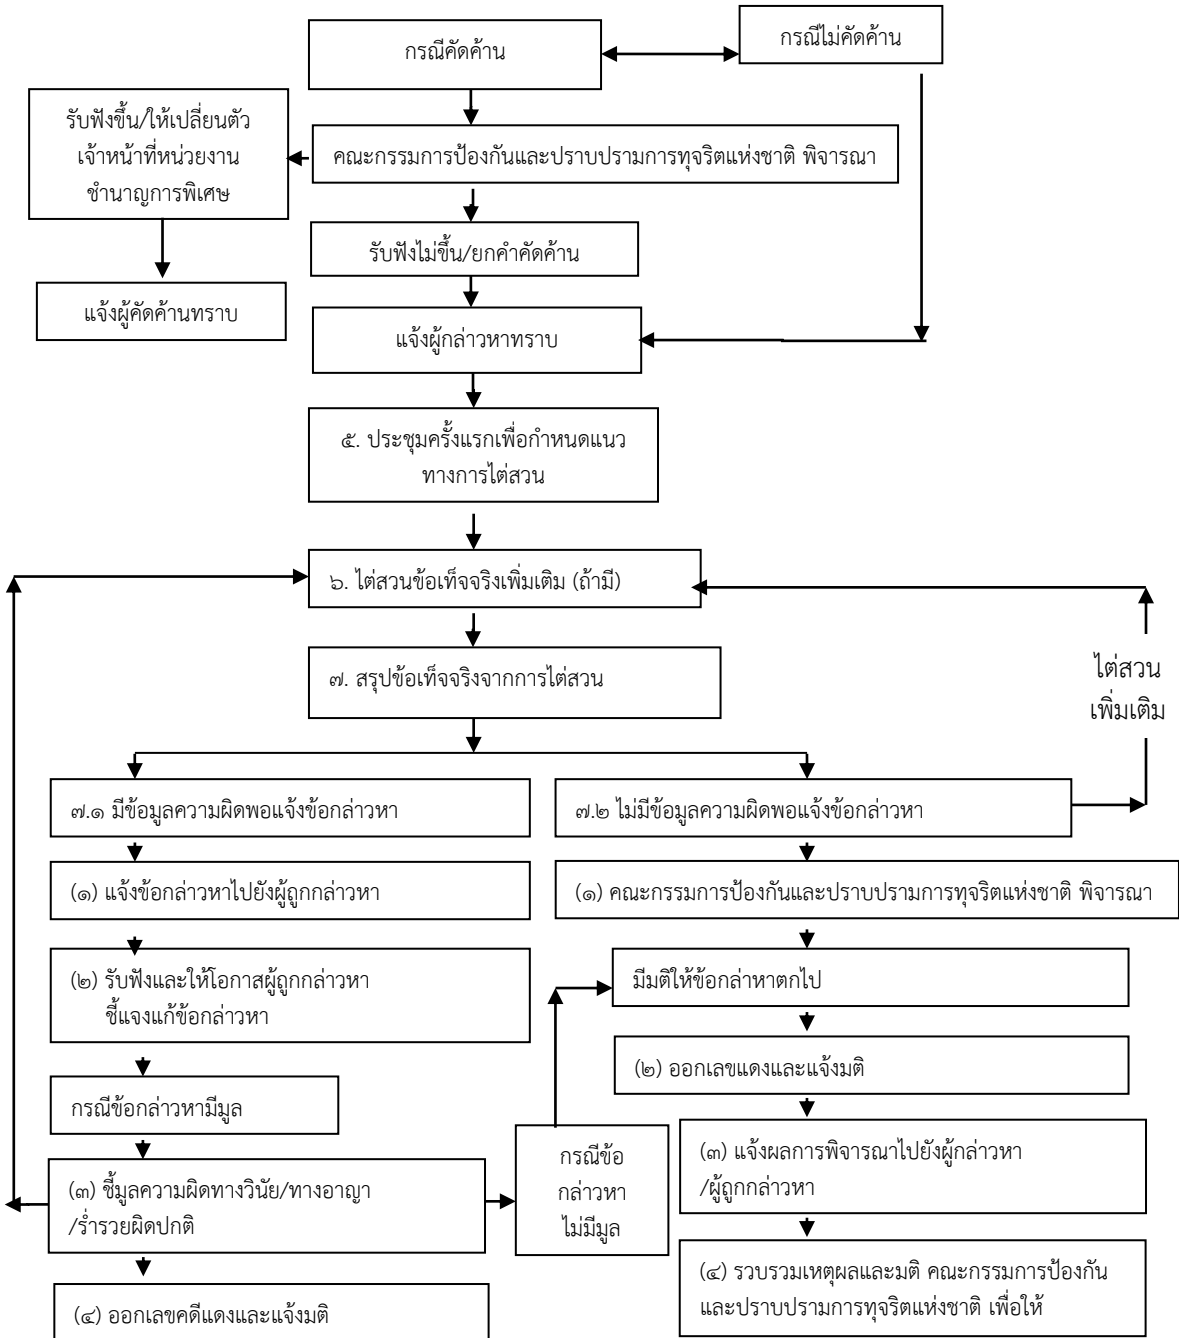 กรณีคัดค้าน
กรณีไม่คัดค้าน
รับฟังขึ้น/ให้เปลี่ยนตัว
เจ้าหน้าที่หน่วยงาน
ชำนาญการพิเศษ
คณะกรรมการป้องกันและปราบปรามการทุจริตแห่งชาติ พิจารณา
รับฟังไม่ขึ้น/ยกคำคัดค้าน
แจ้งผู้คัดค้านทราบ
แจ้งผู้กล่าวหาทราบ
๕. ประชุมครั้งแรกเพื่อกำหนดแนว
ทางการไต่สวน
๖. ไต่สวนข้อเท็จจริงเพิ่มเติม (ถ้ามี)
๗. สรุปข้อเท็จจริงจากการไต่สวน
ไต่สวน
เพิ่มเติม
๗.๑ มีข้อมูลความผิดพอแจ้งข้อกล่าวหา
๗.๒ ไม่มีข้อมูลความผิดพอแจ้งข้อกล่าวหา
(๑) แจ้งข้อกล่าวหาไปยังผู้ถูกกล่าวหา
(๑) คณะกรรมการป้องกันและปราบปรามการทุจริตแห่งชาติ พิจารณา
(๒) รับฟังและให้โอกาสผู้ถูกกล่าวหา
ชี้แจงแก้ข้อกล่าวหา
มีมติให้ข้อกล่าหาตกไป
(๒) ออกเลขแดงและแจ้งมติ
กรณีข้อกล่าวหามีมูล
(๓) ชี้มูลความผิดทางวินัย/ทางอาญา
/ร่ำรวยผิดปกติ
กรณีข้อ
กล่าวหา
ไม่มีมูล
(๓) แจ้งผลการพิจารณาไปยังผู้กล่าวหา
/ผู้ถูกกล่าวหา
(๔) ออกเลขคดีแดงและแจ้งมติ
(๔) รวบรวมเหตุผลและมติ คณะกรรมการป้องกัน
และปราบปรามการทุจริตแห่งชาติ เพื่อให้